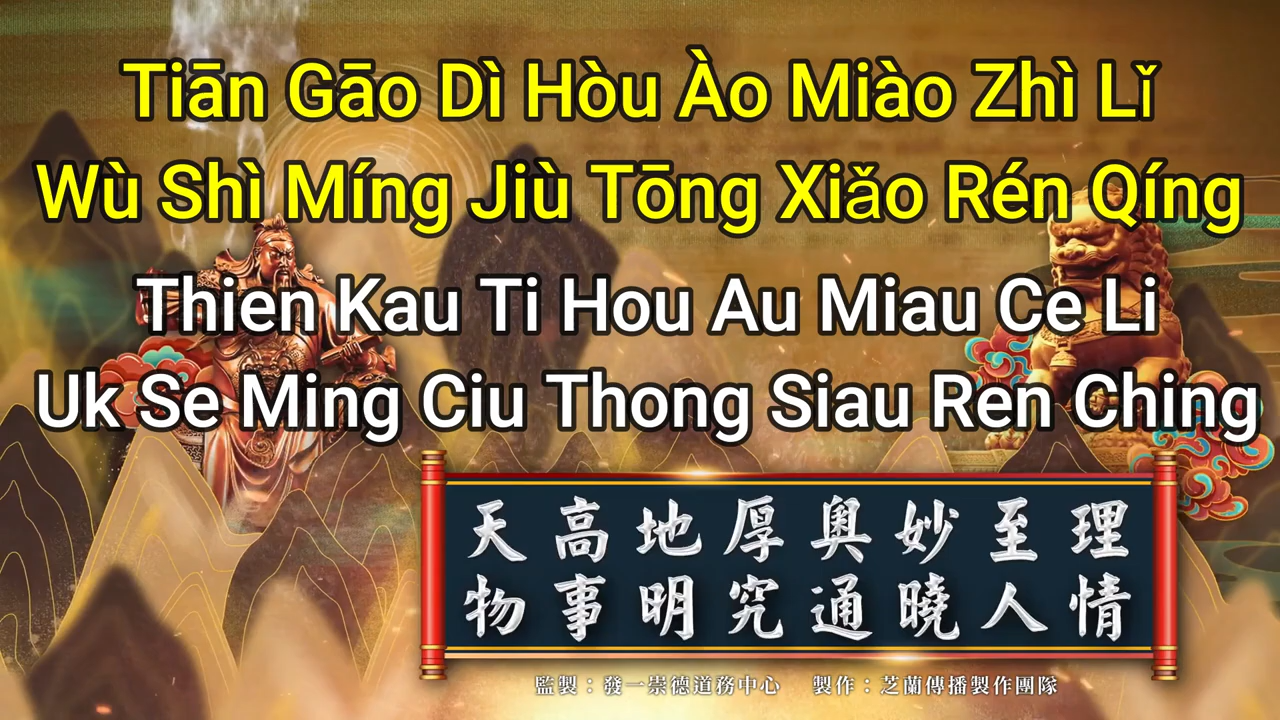 Tiān Gāo Dì Hòu Ào Miào Zhì Lǐ
Wù Shì Míng Jiù Tōng Xiǎo Rén Qíng
Thien Kau Ti Hou Au Miau Ce Li
Uk Se Ming Ciu Thong Siau Ren Ching
天高地厚奧妙至理
物事明究通曉人情
監製：發一崇德道務中心 製作：芝蘭傳播製作團隊